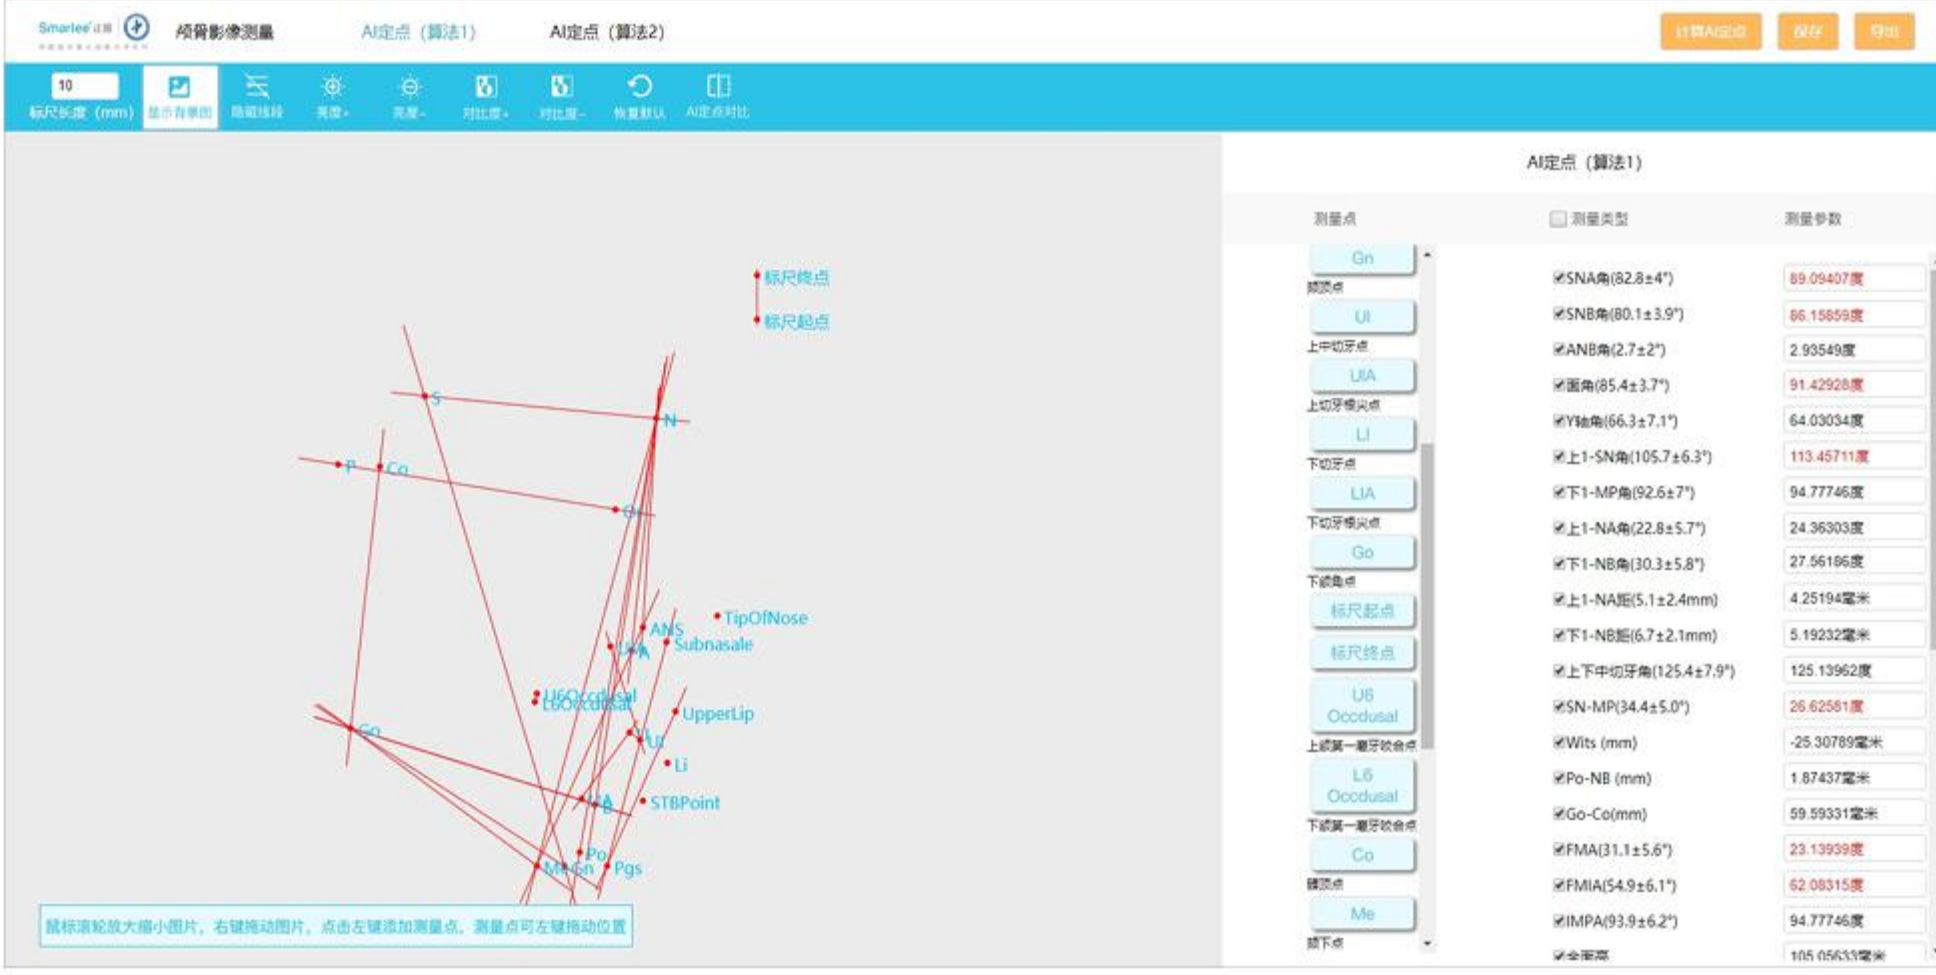 Smartee 正雅
颅骨影像测量
AI定点（算法1）
AI定点（算法2）
计算AI定点
保存
导出
10
标尺长度（mm）
显示背景图
隐藏线段
亮度+
亮度-
对比度+
对比度-
恢复默认
AI定点对比
标尺终点
标尺起点
S
N
P
Co
Or
TipOfNose
ANS
Subnasale
A
U6Occdusal
L6Occdusal
UpperLip
Go
UI
Li
STBPoint
B
Po
Me
Gn
Pgs
鼠标滚轮放大缩小图片，右键拖动图片，点击左键添加测量点，测量点可左键拖动位置
AI定点（算法1）
测量点
测量类型
测量参数
Gn
颏顶点
UI
上中切牙点
UIA
上切牙根尖点
LI
下切牙点
LIA
下切牙根尖点
Go
下颌角点
标尺起点
标尺终点
U6
Occdusal
上颌第一磨牙咬合点
L6
Occdusal
下颌第一磨牙咬合点
Co
髁顶点
Me
颏下点
SNA角(82.8±4°) 89.09407度
SNB角(80.1±3.9°) 86.15859度
ANB角(2.7±2°) 2.93549度
面角(85.4±3.7°) 91.42928度
Y轴角(66.3±7.1°) 64.03034度
上1-SN角(105.7±6.3°) 113.45711度
下1-MP角(92.6±7°) 94.77746度
上1-NA角(22.8±5.7°) 24.36303度
下1-NB角(30.3±5.8°) 27.56186度
上1-NA距(5.1±2.4mm) 4.25194毫米
下1-NB距(6.7±2.1mm) 5.19232毫米
上下中切牙角(125.4±7.9°) 125.13962度
SN-MP(34.4±5.0°) 26.62581度
Wits (mm) -25.30789毫米
Po-NB (mm) 1.87437毫米
Go-Co(mm) 59.59331毫米
FMA(31.1±5.6°) 23.13939度
FMIA(54.9±6.1°) 62.08315度
IMPA(93.9±6.2°) 94.77746度
全面高 105.05633毫米